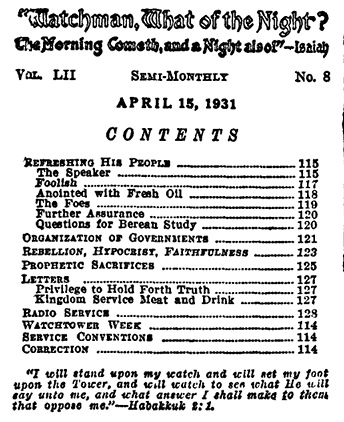 "Watchman, What of the Night?
The Morning Cometh, and a Night also!"—Isaiah
VOL. LII SEMI-MONTHLY No. 8
APRIL 15, 1931
CONTENTS
REFRESHING HIS PEOPLE 115
The Speaker 115
Foolish 117
Anointed with Fresh Oil 118
The Foes 119
Further Assurance 120
Questions for Berean Study 120
ORGANIZATION OF GOVERNMENTS 121
REBELLION, HYPOCRISY, FAITHFULNESS 123
PROPHETIC SACRIFICES 125
LETTERS 127
Privilege to Hold Forth Truth 127
Kingdom Service Meat and Drink 127
RADIO SERVICE 128
WATCHTOWER WEEK 114
SERVICE CONVENTIONS 114
CORRECTION 114
"I will stand upon my watch and will set my foot
upon the Tower, and will watch to see what He will
say unto me, and what answer I shall make to them
that oppose me."—Habakkuk 2:1.